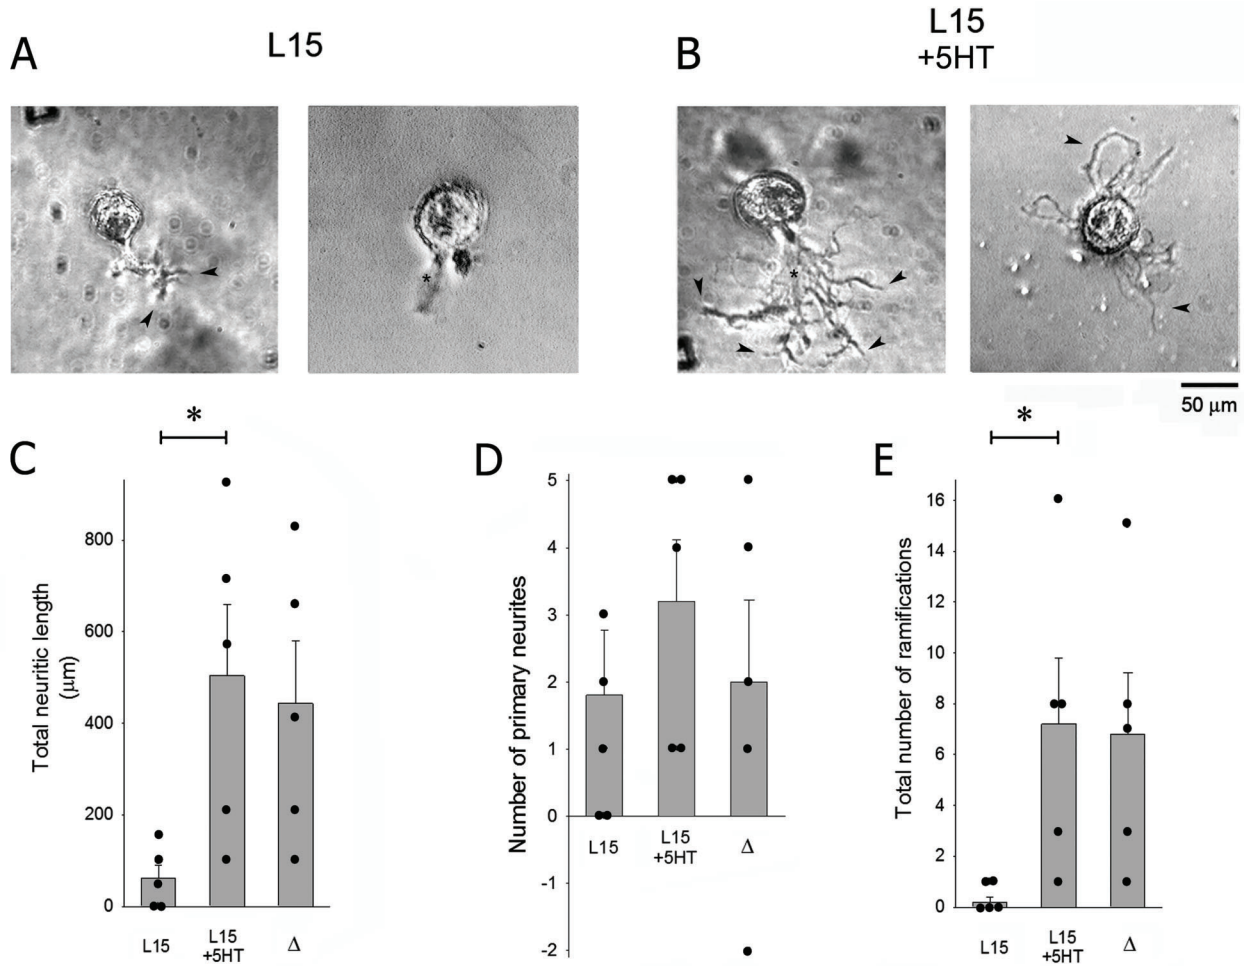 A
L15
B
L15
+5HT
*
*
50 μm
*
C
Total neuritic length
(μm)
800
600
400
200
0
L15
L15
+5HT
Δ
D
Number of primary neurites
5
4
3
2
1
0
-1
-2
L15
L15
+5HT
Δ
*
E
Total number of ramifications
16
14
12
10
8
6
4
2
0
L15
L15
+5HT
Δ